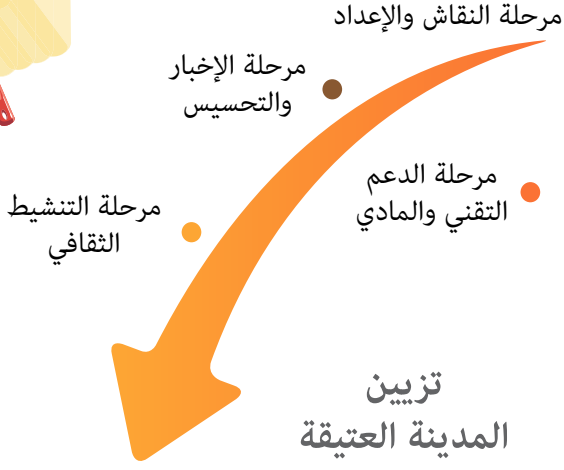 مرحلة النقاش والإعداد
مرحلة الإخبار
والتحسيس
مرحلة الدعم
التقني والمادي
مرحلة التنشيط
الثقافي
تزيين
المدينة العتيقة